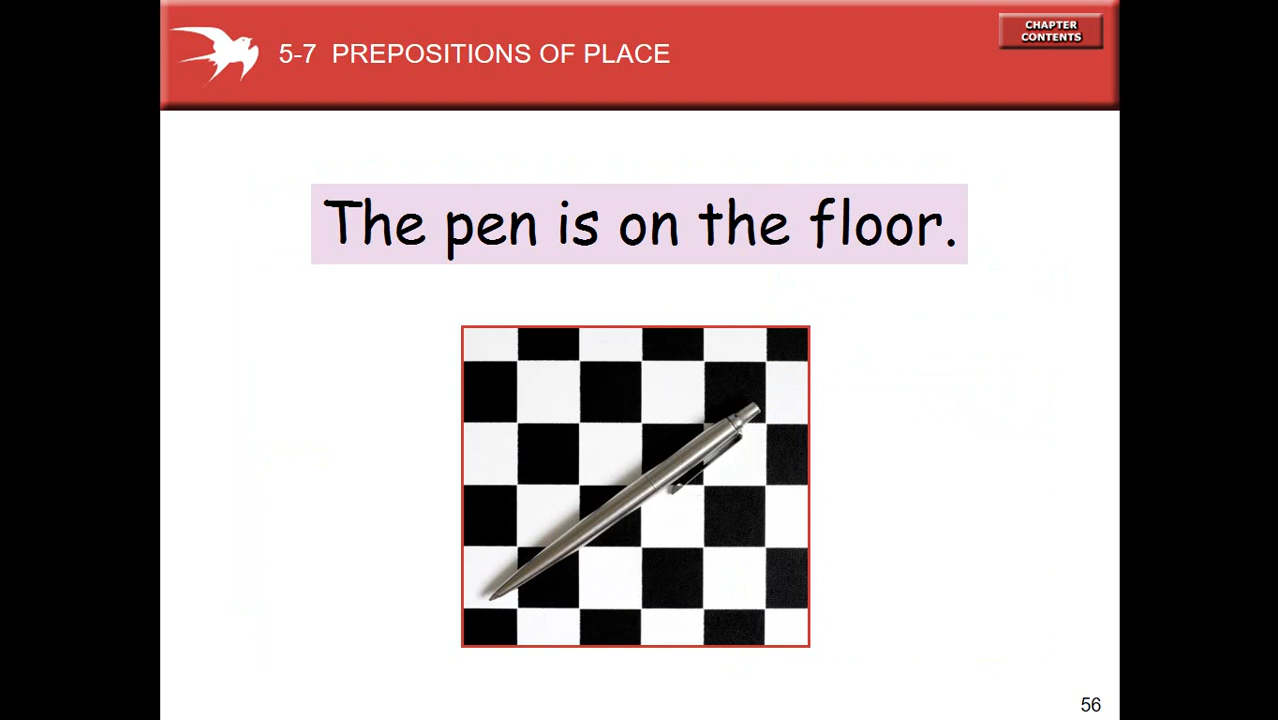 5-7 PREPOSITIONS OF PLACE
CHAPTER
CONTENTS
The pen is on the floor.
56